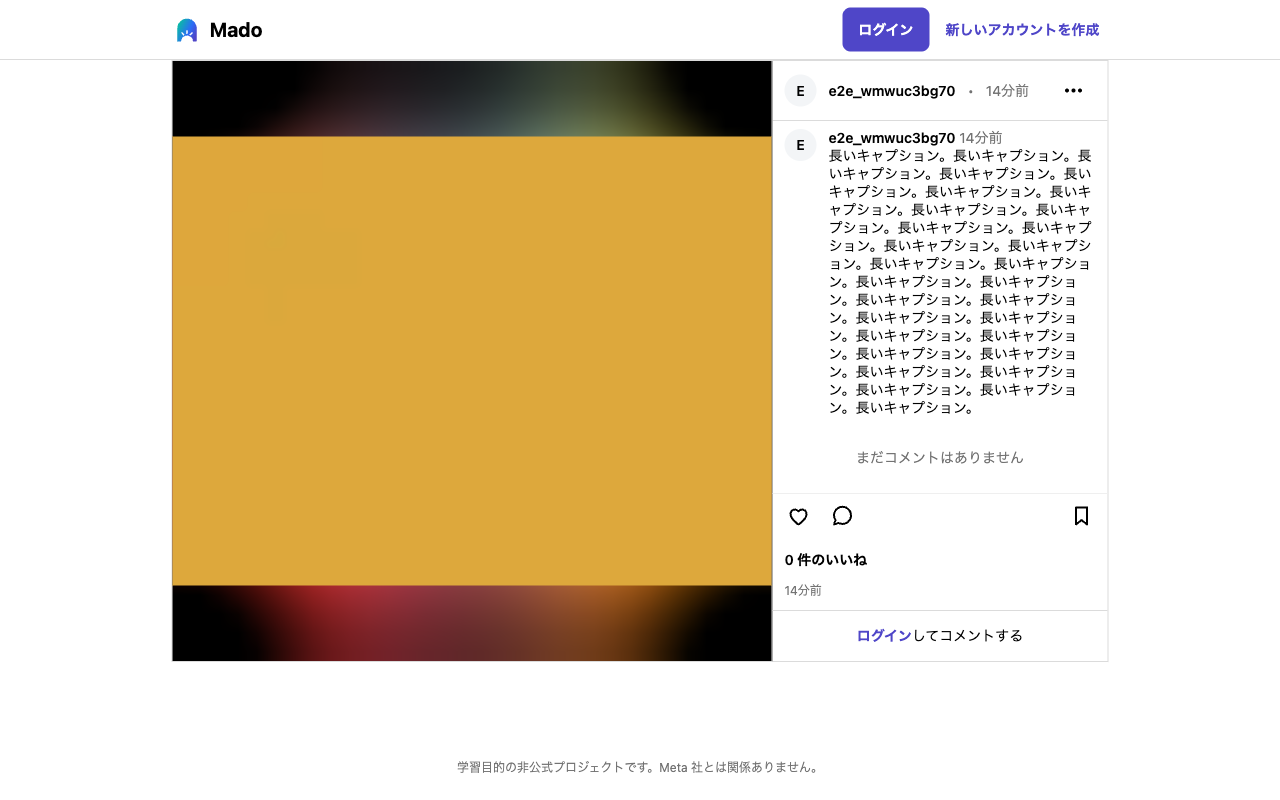 Mado
ログイン
新しいアカウントを作成
E
e2e_wmwuc3bg70 • 14分前
E
e2e_wmwuc3bg70 14分前
長いキャプション。長いキャプション。長
いキャプション。長いキャプション。長い
キャプション。長いキャプション。長いキ
ャプション。長いキャプション。長いキャ
プション。長いキャプション。長いキャプ
ション。長いキャプション。長いキャプシ
ョン。長いキャプション。長いキャプショ
ン。長いキャプション。長いキャプショ
ン。長いキャプション。長いキャプショ
ン。長いキャプション。長いキャプショ
ン。長いキャプション。長いキャプショ
ン。長いキャプション。長いキャプショ
ン。長いキャプション。長いキャプショ
ン。長いキャプション。長いキャプショ
ン。長いキャプション。
まだコメントはありません
0 件のいいね
14分前
ログインしてコメントする
学習目的の非公式プロジェクトです。Meta 社とは関係ありません。